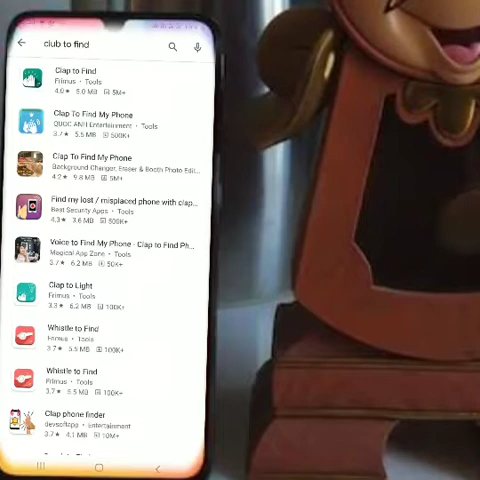 club to find
Clap to Find
Frimus • Tools
4.0★ 8.0 MB 5M+
Clap To Find My Phone
QUOC ANH Entertainment • Tools
3.7★ 5.5 MB 500K+
Clap To Find My Phone
Background Changer, Eraser & Booth Photo Edit...
4.2★ 9.8 MB 5M+
Find my lost / misplaced phone with clap...
Best Security Apps • Tools
4.3★ 3.6 MB 500K+
Voice to Find My Phone - Clap to Find Ph...
Magical App Zone • Tools
3.7★ 6.2 MB 50K+
Clap to Light
Frimus • Tools
3.3★ 6.2 MB 100K+
Whistle to Find
Frimus • Tools
3.7★ 5.5 MB 100K+
Whistle to Find
Frimus • Tools
3.7★ 5.5 MB 100K+
Clap phone finder
Entertainment
3.7★ 4.1 MB 10M+